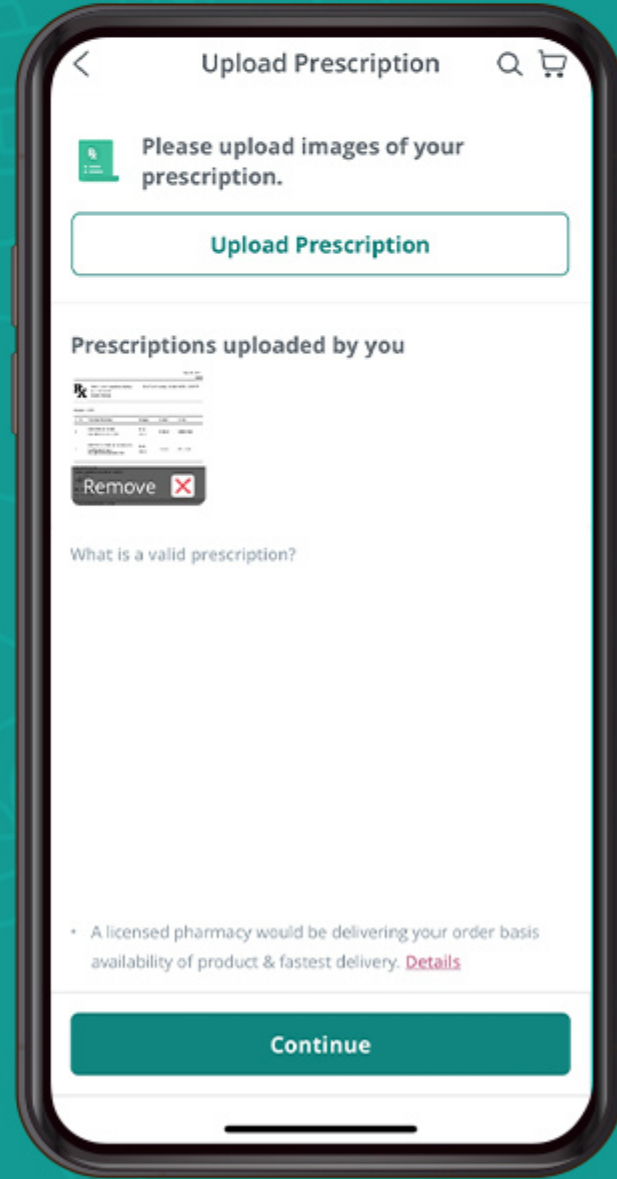 Upload Prescription
Please upload images of your
prescription.
Upload Prescription
Prescriptions uploaded by you
Rx
Remove
What is a valid prescription?
• A licensed pharmacy would be delivering your order basis
availability of product & fastest delivery. Details
Continue